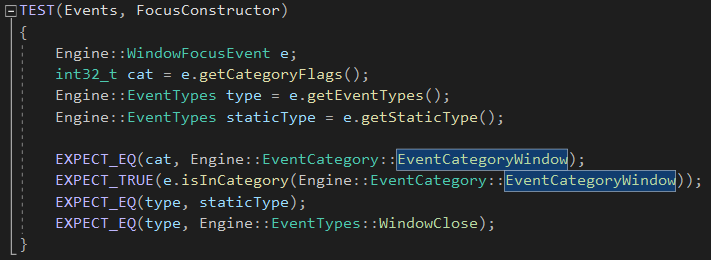 TEST(Events, FocusConstructor)
{
Engine::WindowFocusEvent e;
int32_t cat = e.getCategoryFlags();
Engine::EventTypes type = e.getEventTypes();
Engine::EventTypes staticType = e.getStaticType();
EXPECT_EQ(cat, Engine::EventCategory::EventCategoryWindow);
EXPECT_TRUE(e.isInCategory(Engine::EventCategory::EventCategoryWindow));
EXPECT_EQ(type, staticType);
EXPECT_EQ(type, Engine::EventTypes::WindowClose);
}